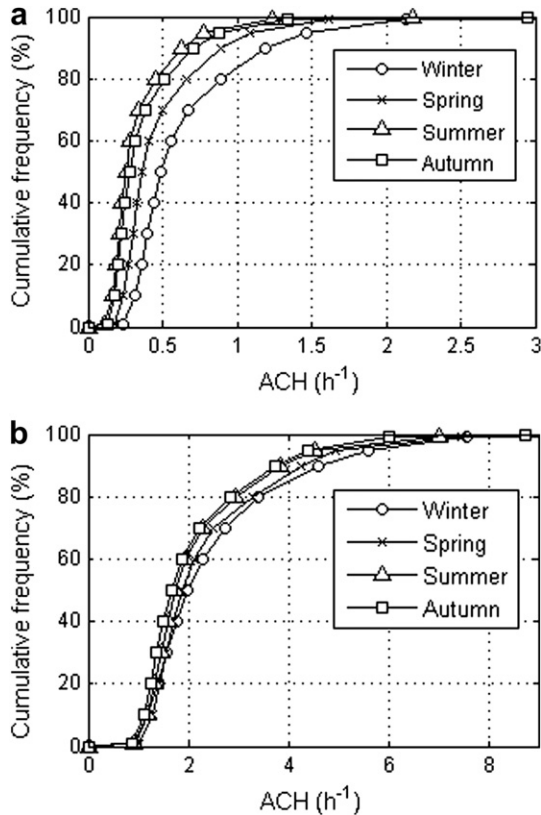 a
Cumulative frequency (%)
100
80
60
40
20
0
Winter
Spring
Summer
Autumn
0 0.5 1 1.5 2 2.5 3
ACH (h-1)
b
Cumulative frequency (%)
100
80
60
40
20
0
Winter
Spring
Summer
Autumn
0 2 4 6 8
ACH (h-1)